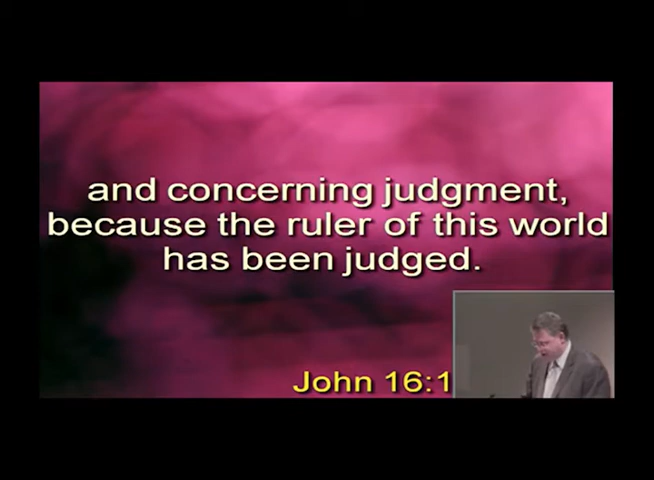 and concerning judgment,
because the ruler of this world
has been judged.
John 16:1